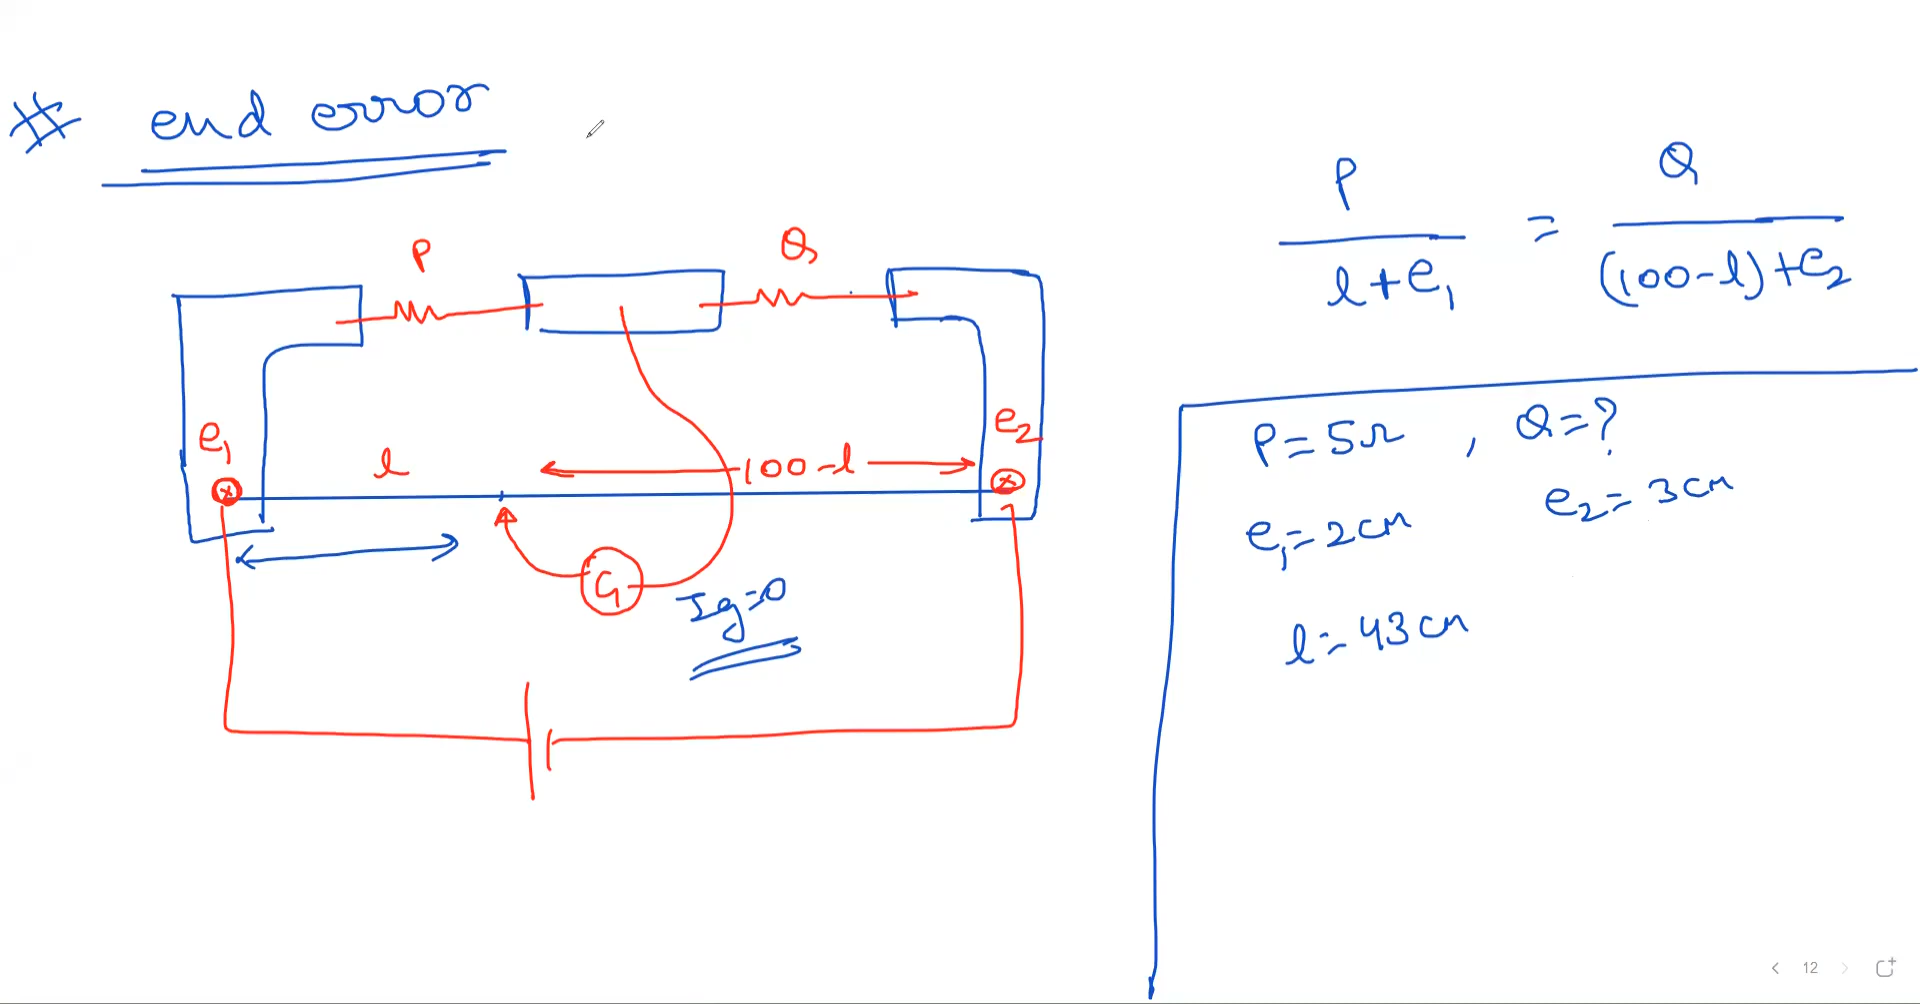 # end error
P
Q
e₁
l
100-l
e₂
G
Ig=0
P/(l+e₁) = Q/((100-l)+e₂)
P=5Ω , Q=?
e₁=2cm e₂=3cm
l=43cm
12